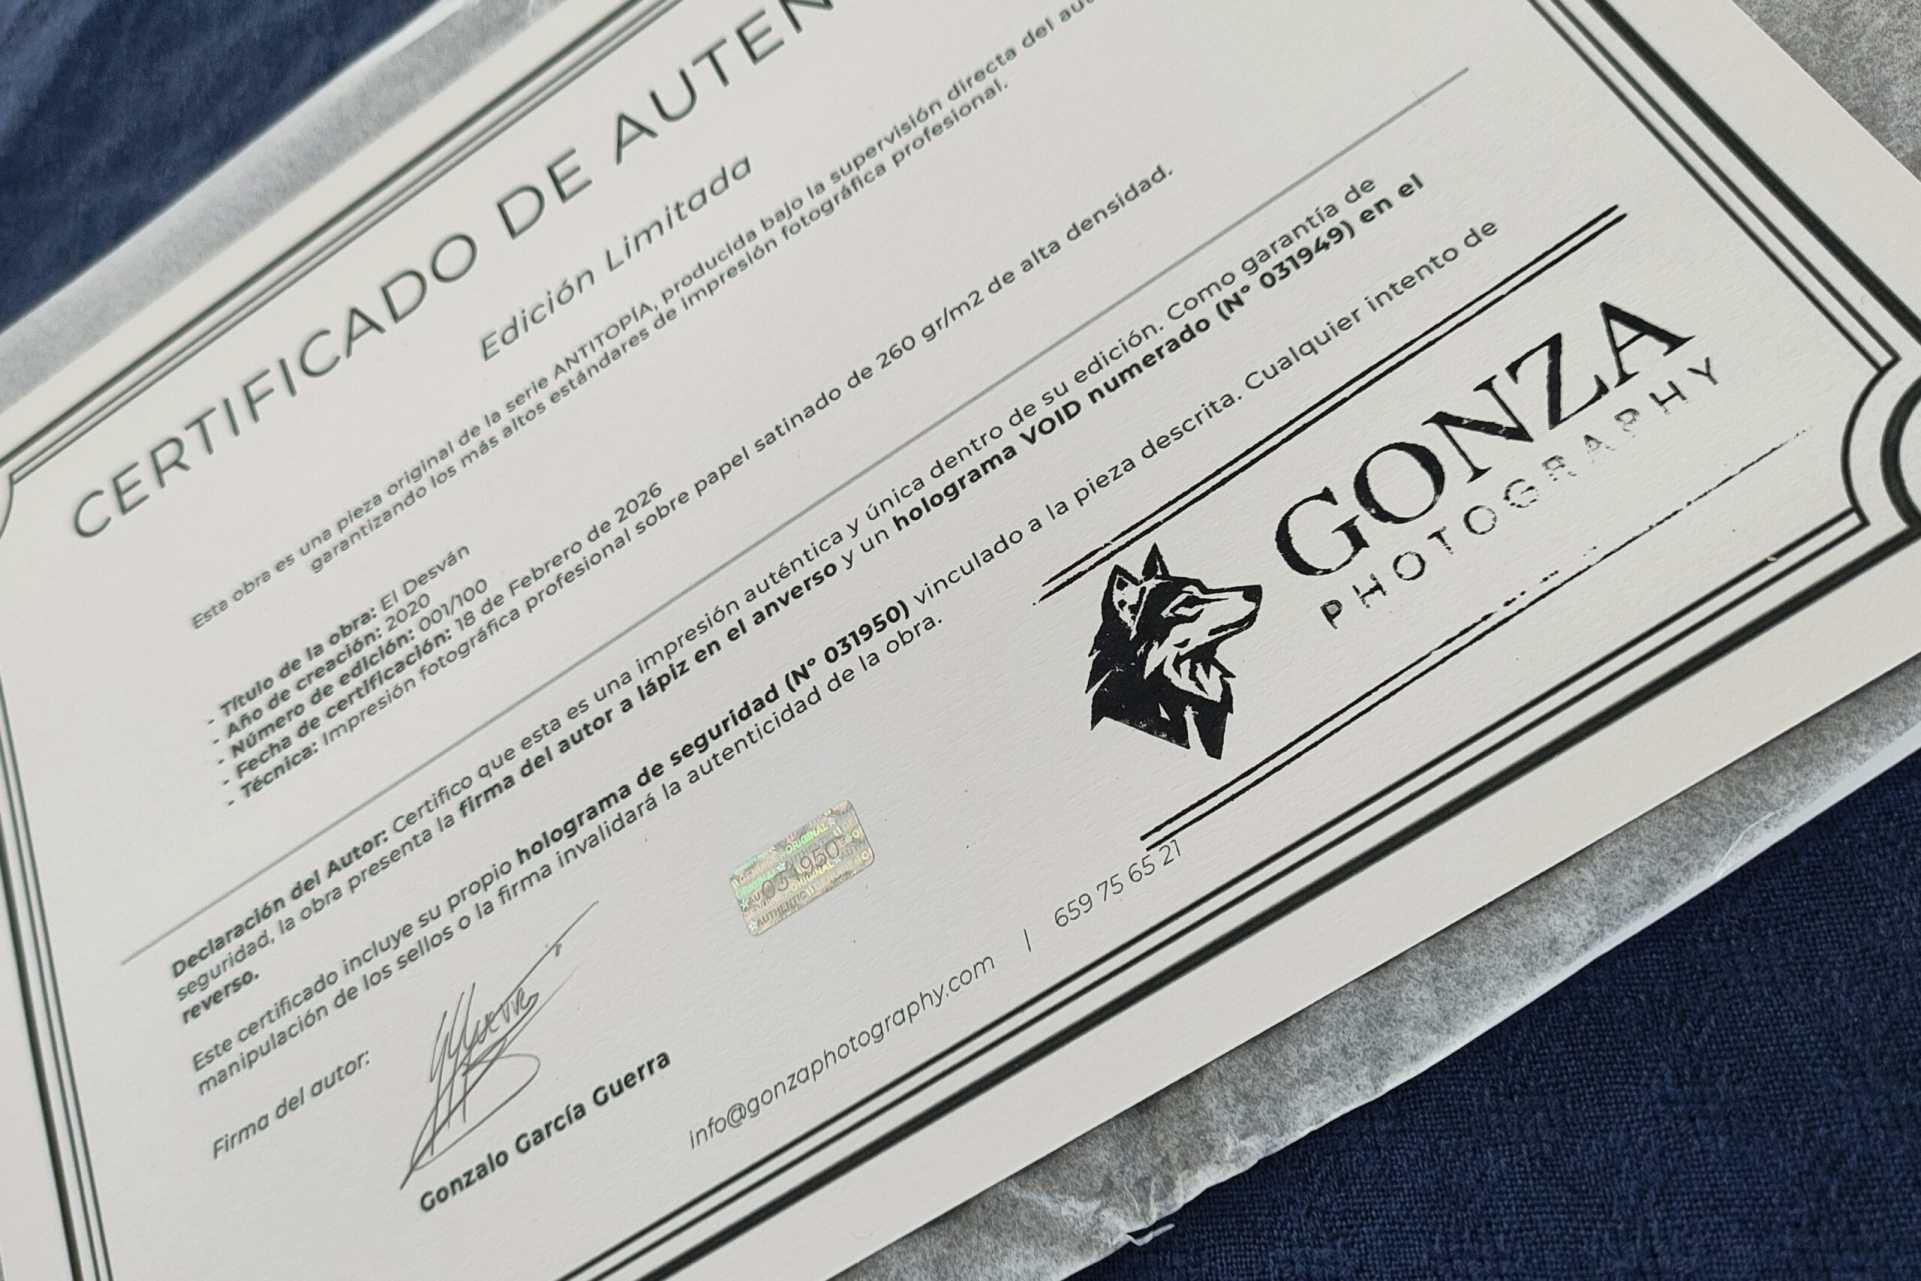 CERTIFICADO DE AUTEN
Edición Limitada
Esta obra es una pieza original de la serie ANTITOPÍA, producida bajo la supervisión directa del au
garantizando los más altos estándares de impresión fotográfica profesional.
- Título de la obra: El Desván
- Año de creación: 2020
- Número de edición: 001/100
- Fecha de certificación: 18 de Febrero de 2026
- Técnica: Impresión fotográfica profesional sobre papel satinado de 260 gr/m2 de alta densidad.
Declaración del Autor: Certifico que esta es una impresión auténtica y única dentro de su edición. Como garantía de
seguridad, la obra presenta la firma del autor a lápiz en el anverso y un holograma VOID numerado (Nº 031949) en el
reverso.
Este certificado incluye su propio holograma de seguridad (Nº 031950) vinculado a la pieza descrita. Cualquier intento de
manipulación de los sellos o la firma invalidará la autenticidad de la obra.
GONZA
PHOTOGRAPHY
ORIGINAL
031950
ORIGINAL
AUTHENTIC
Firma del autor:
Gonzalo García Guerra
info@gonzaphotography.com | 659 75 65 21